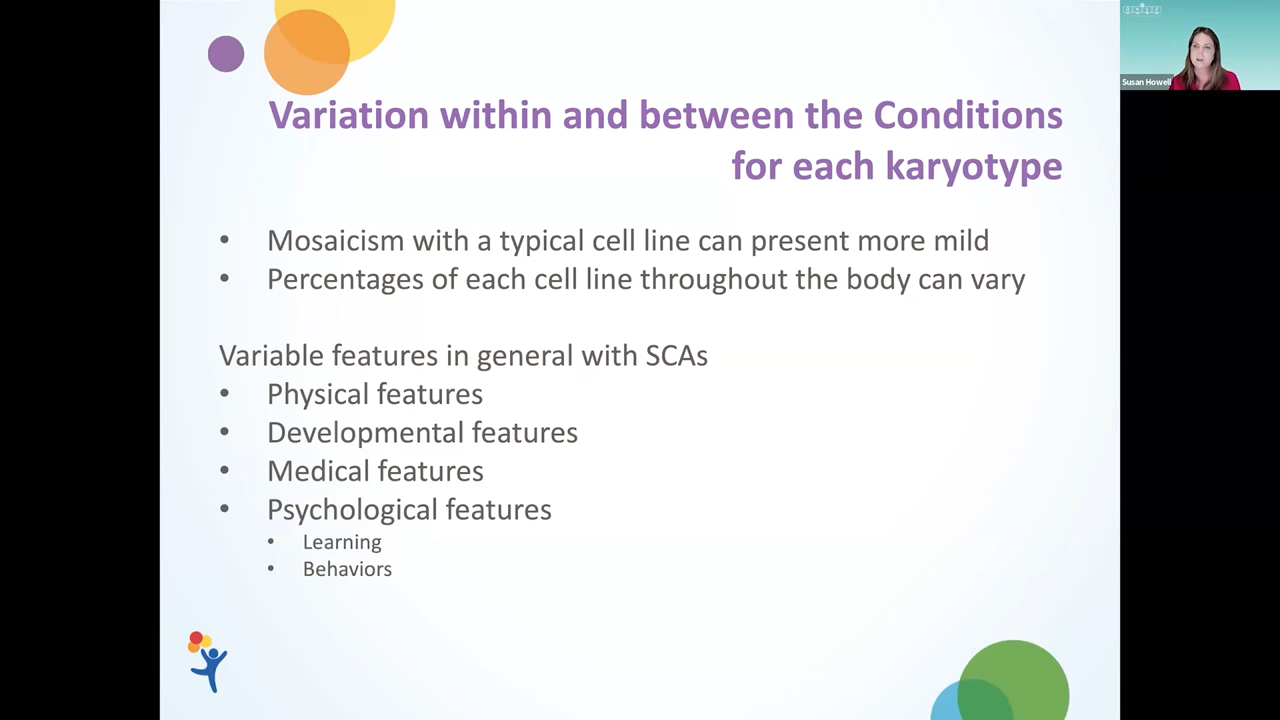 Variation within and between the Conditions
for each karyotype
• Mosaicism with a typical cell line can present more mild
• Percentages of each cell line throughout the body can vary
Variable features in general with SCAs
• Physical features
• Developmental features
• Medical features
• Psychological features
• Learning
• Behaviors
Susan Howell